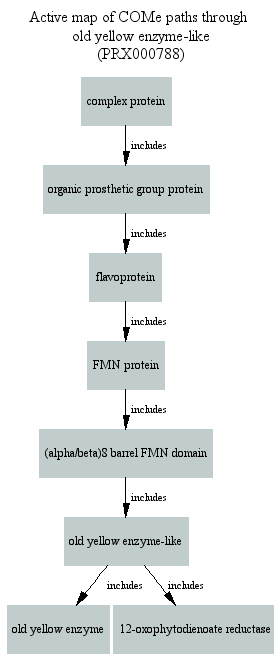 Active map of COMe paths through
old yellow enzyme-like
(PRX000788)
complex protein
includes
organic prosthetic group protein
includes
flavoprotein
includes
FMN protein
includes
(alpha/beta)8 barrel FMN domain
includes
old yellow enzyme-like
includes includes
old yellow enzyme 12-oxophytodienoate reductase